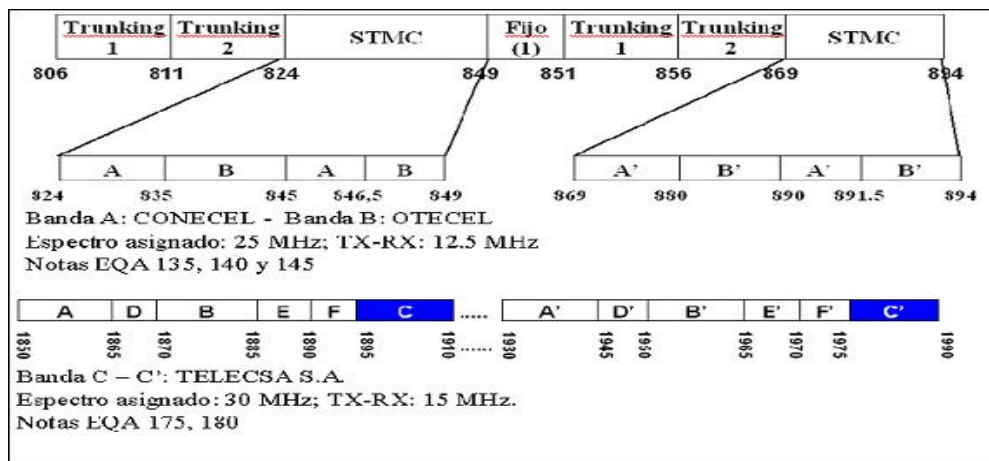 Trunking 1 Trunking 2 STMC Fijo (1) Trunking 1 Trunking 2 STMC
806 811 824 849 851 856 869 894
A B A B A' B' A' B'
824 835 845 846,5 849 869 880 890 891.5 894
Banda A: CONECEL - Banda B: OTECEL
Espectro asignado: 25 MHz; TX-RX: 12.5 MHz
Notas EQA 135, 140 y 145
A D B E F C ..... A' D' B' E' F' C'
1850 1865 1870 1885 1890 1895 1910 ...... 1930 1945 1950 1965 1970 1975 1990
Banda C – C': TELECSA S.A.
Espectro asignado: 30 MHz; TX-RX: 15 MHz.
Notas EQA 175, 180